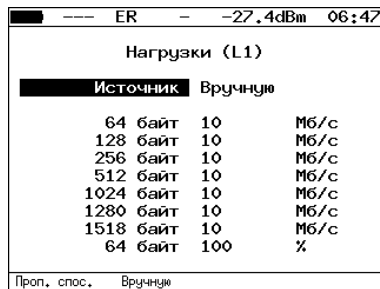 --- ER - -27.4dBm 06:47
Нагрузки (L1)
Источник Вручную
64 байт 10 Мб/с
128 байт 10 Мб/с
256 байт 10 Мб/с
512 байт 10 Мб/с
1024 байт 10 Мб/с
1280 байт 10 Мб/с
1518 байт 10 Мб/с
64 байт 100 %
Проп. спос. Вручную